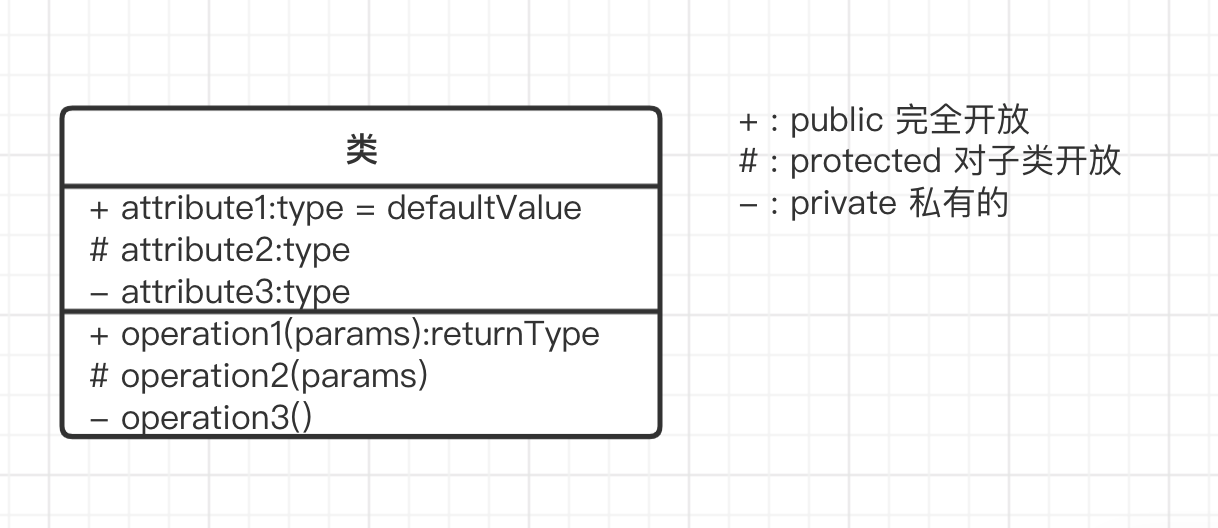 类
+ attribute1:type = defaultValue
# attribute2:type
− attribute3:type
+ operation1(params):returnType
# operation2(params)
− operation3()
+ : public 完全开放
# : protected 对子类开放
− : private 私有的